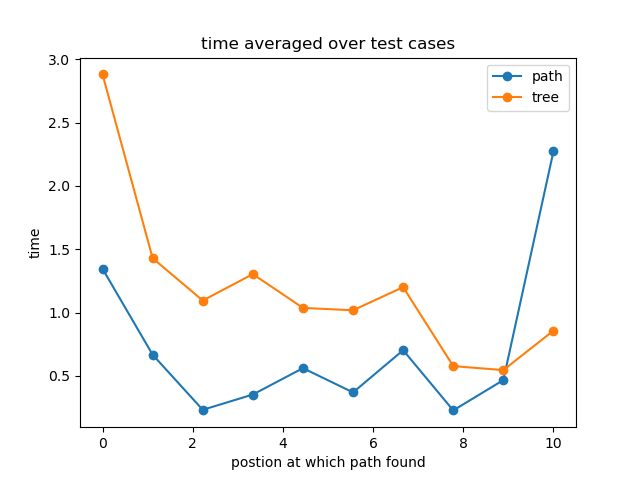 time averaged over test cases
path
tree
3.0
2.5
2.0
1.5
1.0
0.5
time
0 2 4 6 8 10
postion at which path found